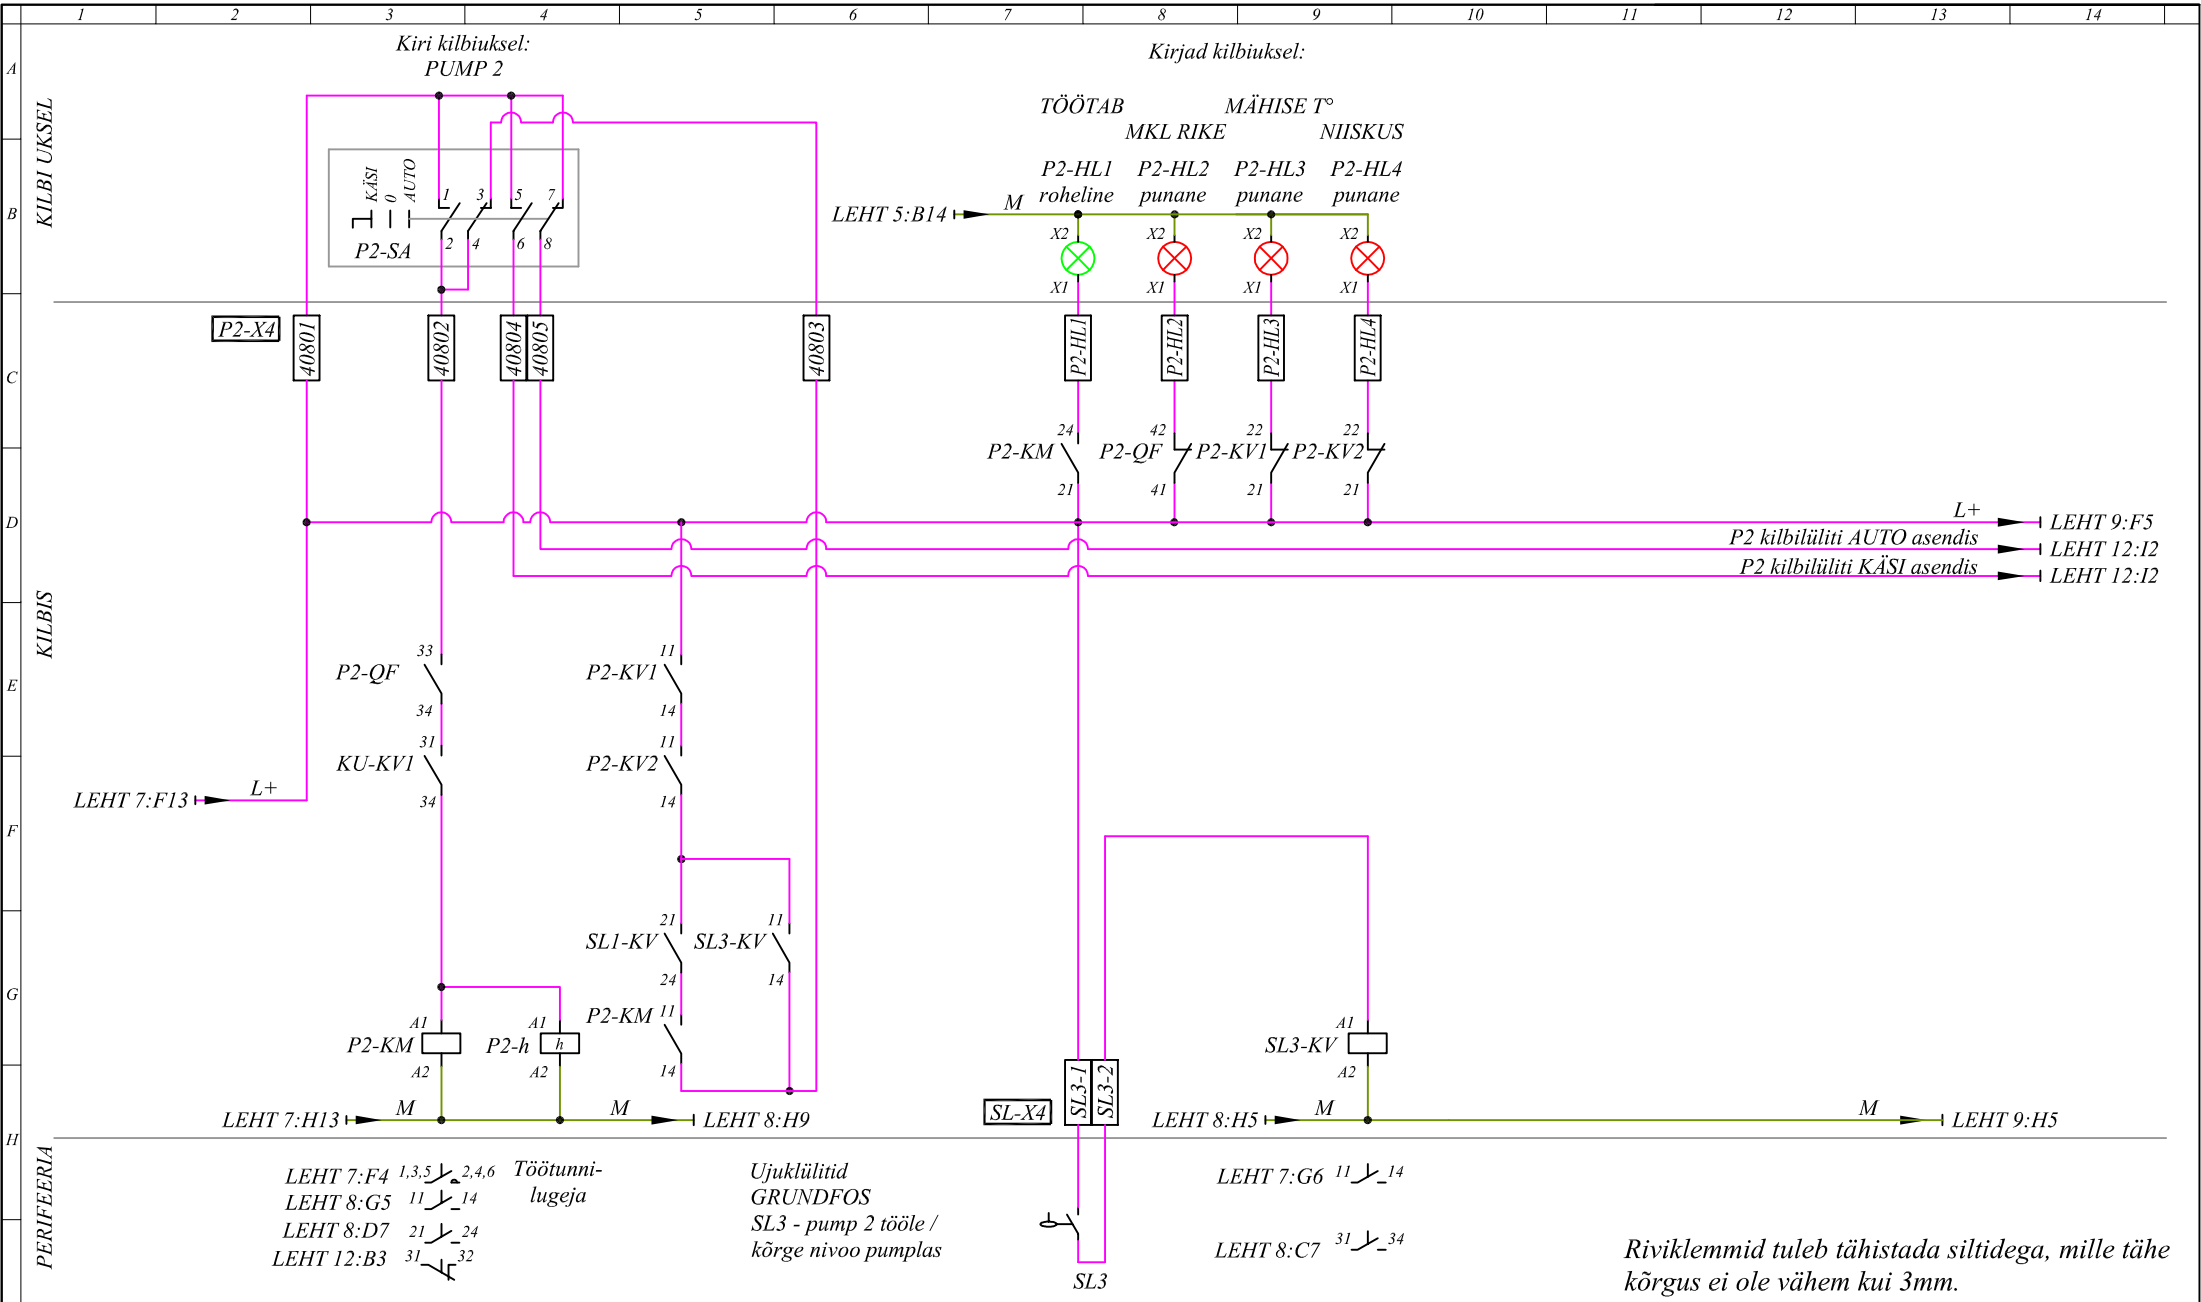 1 2 3 4 5 6 7 8 9 10 11 12 13 14
A
B
C
D
E
F
G
H
KILBI UKSEL
KILBIS
PERIFEERIA
Kiri kilbiuksel:
PUMP 2
Kirjad kilbiuksel:
TÖÖTAB MÄHISE T°
MKL RIKE NIISKUS
P2-HL1 P2-HL2 P2-HL3 P2-HL4
roheline punane punane punane
KÄSI
0
AUTO
1 3 5 7
2 4 6 8
P2-SA
LEHT 5:B14 M
X2 X2 X2 X2
X1 X1 X1 X1
P2-X4
40801
40802
40804
40805
40803
P2-HL1
P2-HL2
P2-HL3
P2-HL4
24 42 22 22
P2-KM P2-QF P2-KV1 P2-KV2
21 41 21 21
L+ LEHT 9:F5
P2 kilbilüliti AUTO asendis LEHT 12:I2
P2 kilbilüliti KÄSI asendis LEHT 12:I2
33 11
P2-QF P2-KV1
34 14
31 11
KU-KV1 P2-KV2
34 14
LEHT 7:F13 L+
21 11
SL1-KV SL3-KV
24 14
P2-KM 11
14
A1 A1 A1
P2-KM P2-h h SL3-KV
A2 A2 A2
SL3-1
SL3-2
SL-X4
LEHT 7:H13 M M LEHT 8:H9
LEHT 8:H5 M M LEHT 9:H5
LEHT 7:F4 1,3,5 2,4,6
LEHT 8:G5 11 14
LEHT 8:D7 21 24
LEHT 12:B3 31 32
Töötunni-
lugeja
Ujuklülitid
GRUNDFOS
SL3 - pump 2 tööle /
kõrge nivoo pumplas
SL3
LEHT 7:G6 11 14
LEHT 8:C7 31 34
Riviklemmid tuleb tähistada siltidega, mille tähe
kõrgus ei ole vähem kui 3mm.